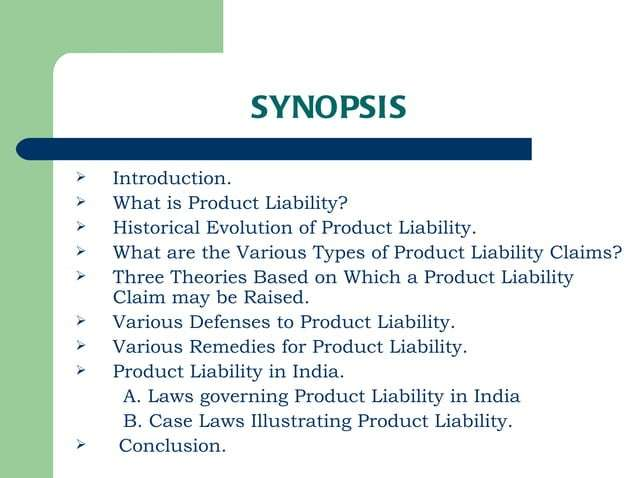 SYNOPSIS
➢ Introduction.
➢ What is Product Liability?
➢ Historical Evolution of Product Liability.
➢ What are the Various Types of Product Liability Claims?
➢ Three Theories Based on Which a Product Liability
Claim may be Raised.
➢ Various Defenses to Product Liability.
➢ Various Remedies for Product Liability.
➢ Product Liability in India.
A. Laws governing Product Liability in India
B. Case Laws Illustrating Product Liability.
➢ Conclusion.